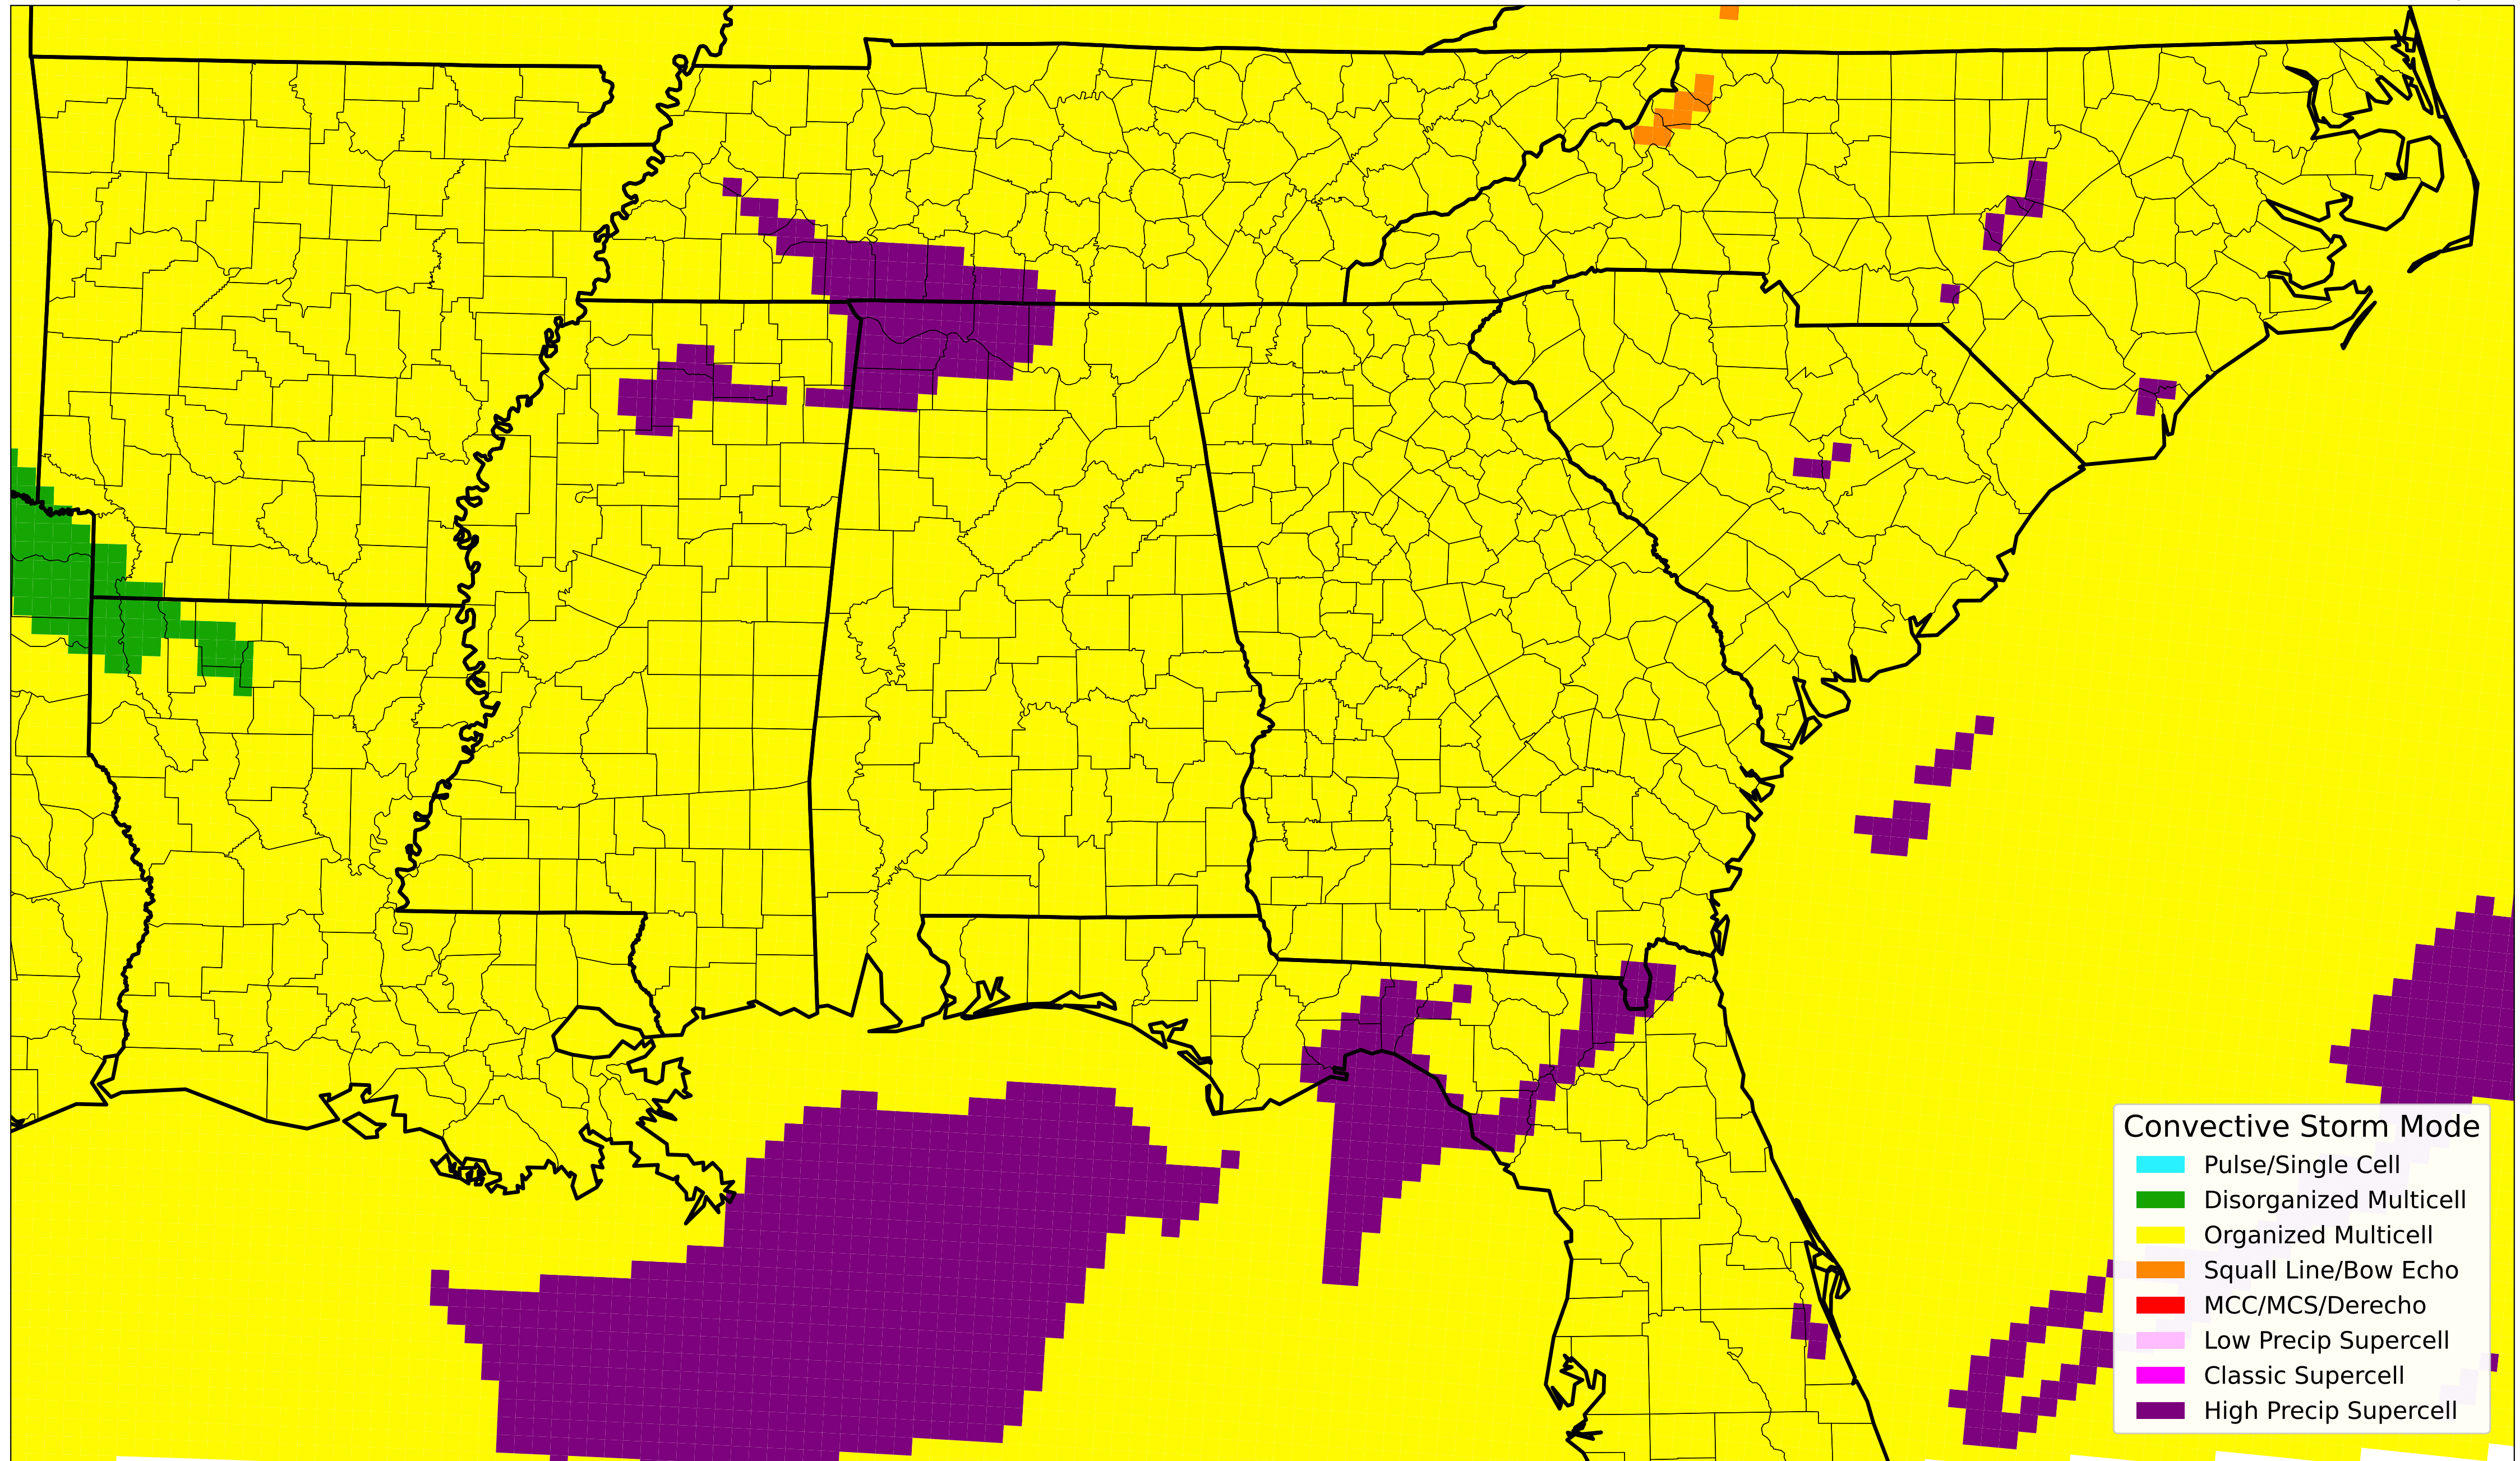 Convective Storm Mode
Pulse/Single Cell
Disorganized Multicell
Organized Multicell
Squall Line/Bow Echo
MCC/MCS/Derecho
Low Precip Supercell
Classic Supercell
High Precip Supercell